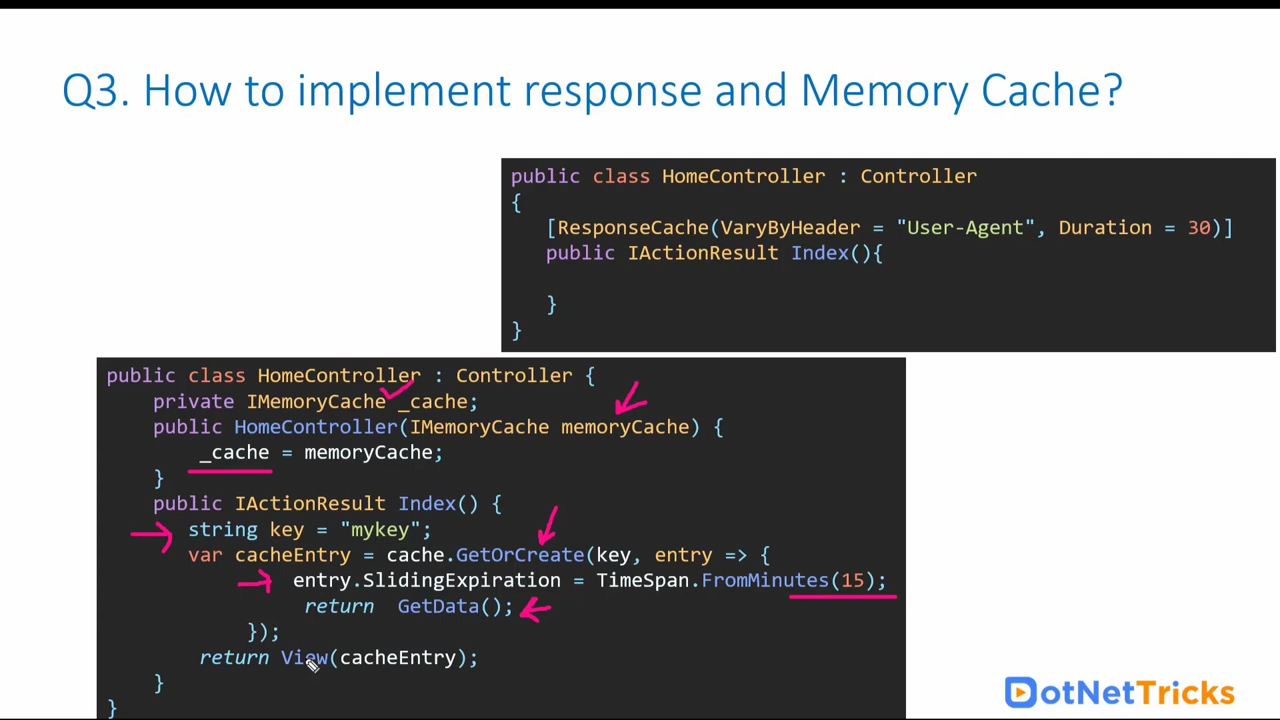 Q3. How to implement response and Memory Cache?
public class HomeController : Controller
{
[ResponseCache(VaryByHeader = "User-Agent", Duration = 30)]
public IActionResult Index(){
}
}
public class HomeController : Controller {
private IMemoryCache _cache;
public HomeController(IMemoryCache memoryCache) {
_cache = memoryCache;
}
public IActionResult Index() {
string key = "mykey";
var cacheEntry = cache.GetOrCreate(key, entry => {
entry.SlidingExpiration = TimeSpan.FromMinutes(15);
return GetData();
});
return View(cacheEntry);
}
}
DotNetTricks